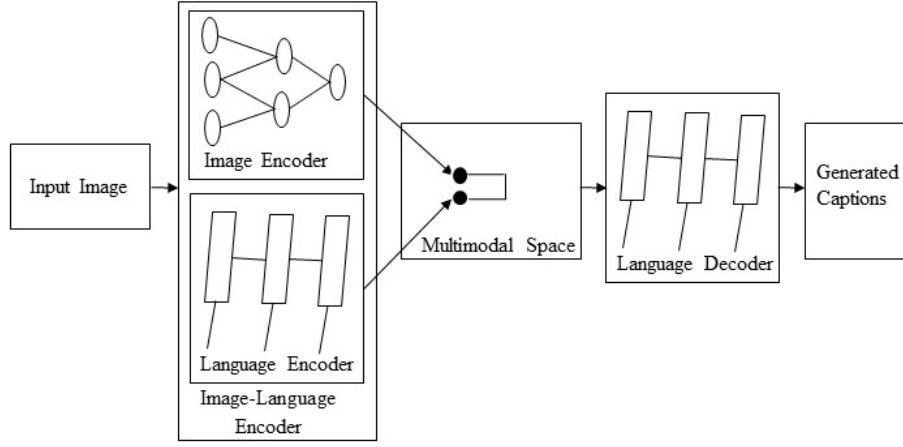 Input Image
Image Encoder
Language Encoder
Image-Language
Encoder
Multimodal Space
Language Decoder
Generated
Captions